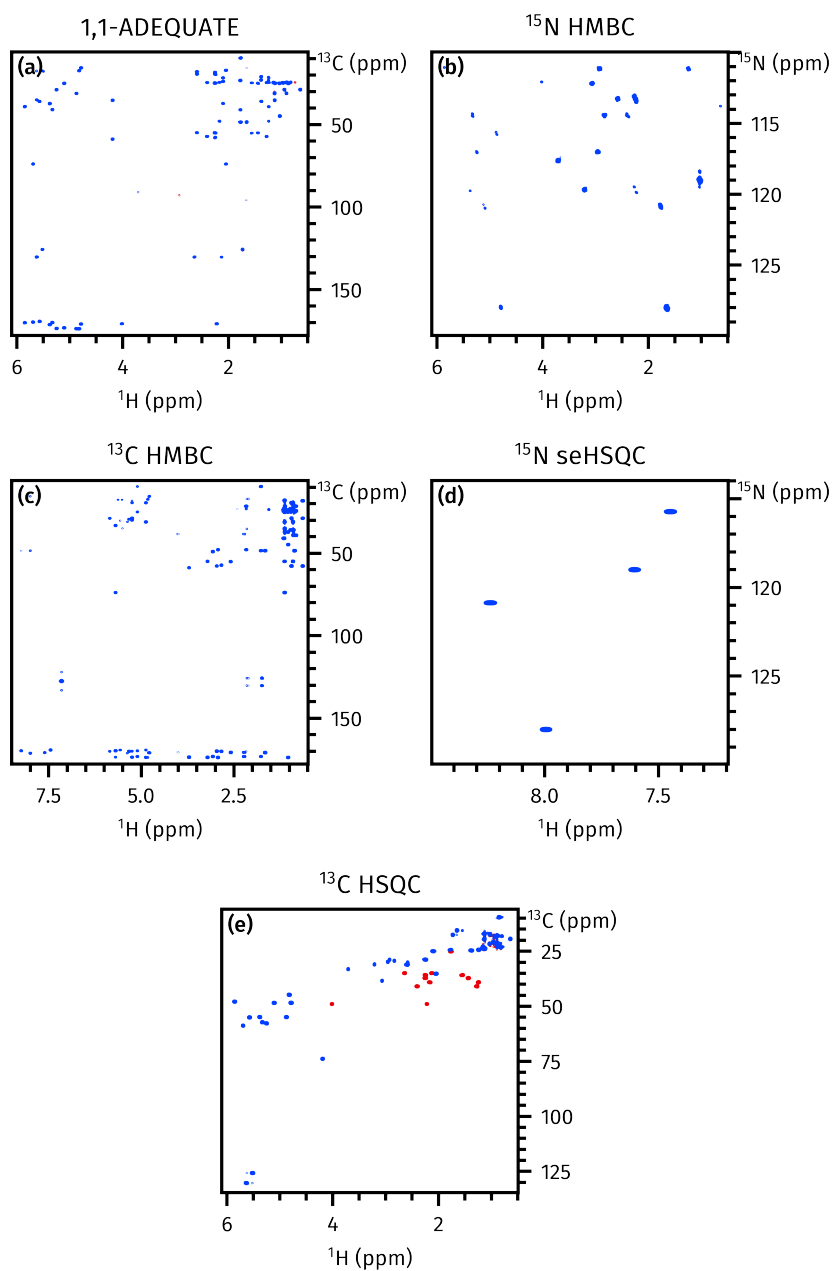 1,1-ADEQUATE
(a)
¹³C (ppm)
50
100
150
6 4 2
¹H (ppm)
¹⁵N HMBC
(b)
¹⁵N (ppm)
115
120
125
6 4 2
¹H (ppm)
¹³C HMBC
(c)
¹³C (ppm)
50
100
150
7.5 5.0 2.5
¹H (ppm)
¹⁵N seHSQC
(d)
¹⁵N (ppm)
120
125
8.0 7.5
¹H (ppm)
¹³C HSQC
(e)
¹³C (ppm)
25
50
75
100
125
6 4 2
¹H (ppm)